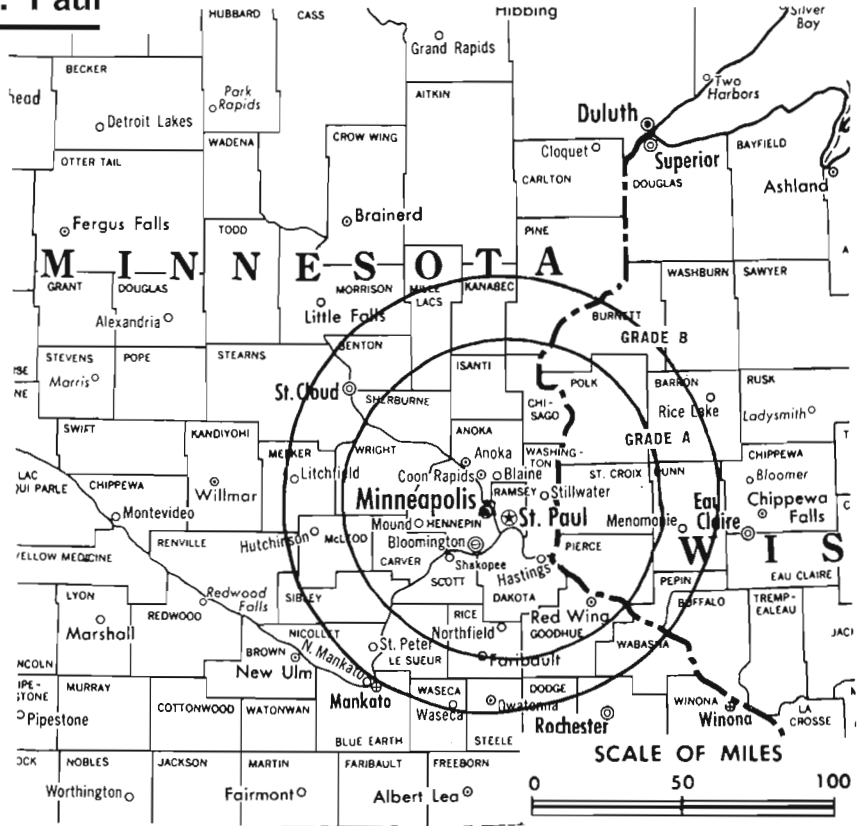 Paul
HUBBARD
CASS
Hibbing
Silver
Bay
Grand Rapids
BECKER
Park
Rapids
AITKIN
Two
Harbors
head
Detroit Lakes
Duluth
WADENA
CROW WING
Cloquet
Superior
BAYFIELD
OTTER TAIL
CARLTON
DOUGLAS
Ashland
Fergus Falls
TODD
Brainerd
PINE
MINNESOTA
GRANT
DOUGLAS
MORRISON
MILLE
LACS
KANABEC
WASHBURN
SAWYER
Alexandria
Little Falls
BURNETT
GRADE B
STEVENS
POPE
STEARNS
BENTON
ISANTI
Morris
St. Cloud
SHERBURNE
CHI-
SAGO
POLK
BARRON
RUSK
Rice Lake
Ladysmith
SWIFT
KANDIYOHI
ANOKA
GRADE A
MEEKER
WRIGHT
Anoka
WASHING-
TON
CHIPPEWA
LAC
QUI PARLE
CHIPPEWA
Willmar
Litchfield
Coon Rapids
Blaine
ST. CROIX
DUNN
Bloomer
RAMSEY
Stillwater
Minneapolis
Eau
Claire
Chippewa
Falls
Montevideo
Mound
HENNEPIN
St. Paul
Menomonie
RENVILLE
Hutchinson
McLEOD
Bloomington
PIERCE
WIS
YELLOW MEDICINE
CARVER
Shakopee
Hastings
PEPIN
EAU CLAIRE
LYON
Redwood
Falls
SIBLEY
SCOTT
DAKOTA
BUFFALO
TREMP-
EALEAU
Marshall
REDWOOD
RICE
Red Wing
NICOLLET
Northfield
GOODHUE
WABASHA
JAC
NCOLN
BROWN
New Ulm
N. Mankato
St. Peter
LE SUEUR
Faribault
PIPE-
STONE
MURRAY
Mankato
WASECA
DODGE
Pipestone
COTTONWOOD
WATONWAN
Waseca
Owatonna
Rochester
WINONA
Winona
LA
CROSSE
BLUE EARTH
STEELE
SCALE OF MILES
OCK
NOBLES
JACKSON
MARTIN
FARIBAULT
FREEBORN
Worthington
Fairmont
Albert Lea
0 50 100